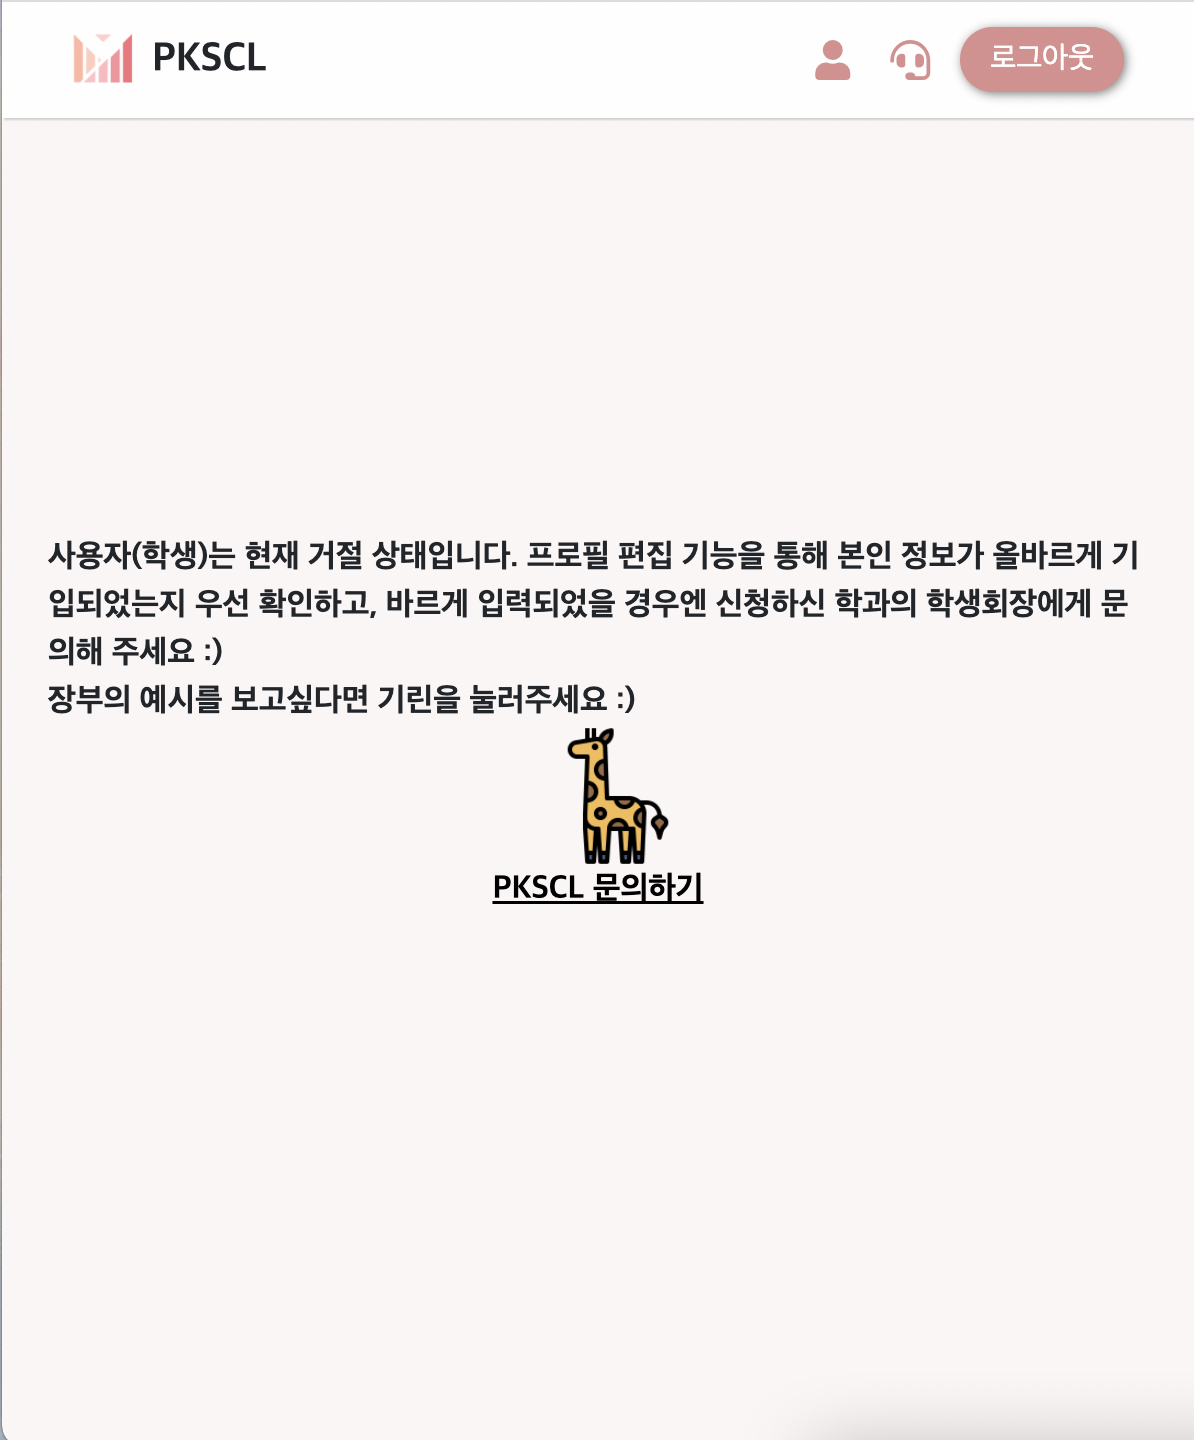 PKSCL
로그아웃
사용자(학생)는 현재 거절 상태입니다. 프로필 편집 기능을 통해 본인 정보가 올바르게 기
입되었는지 우선 확인하고, 바르게 입력되었을 경우엔 신청하신 학과의 학생회장에게 문
의해 주세요 :)
장부의 예시를 보고싶다면 기린을 눌러주세요 :)
PKSCL 문의하기